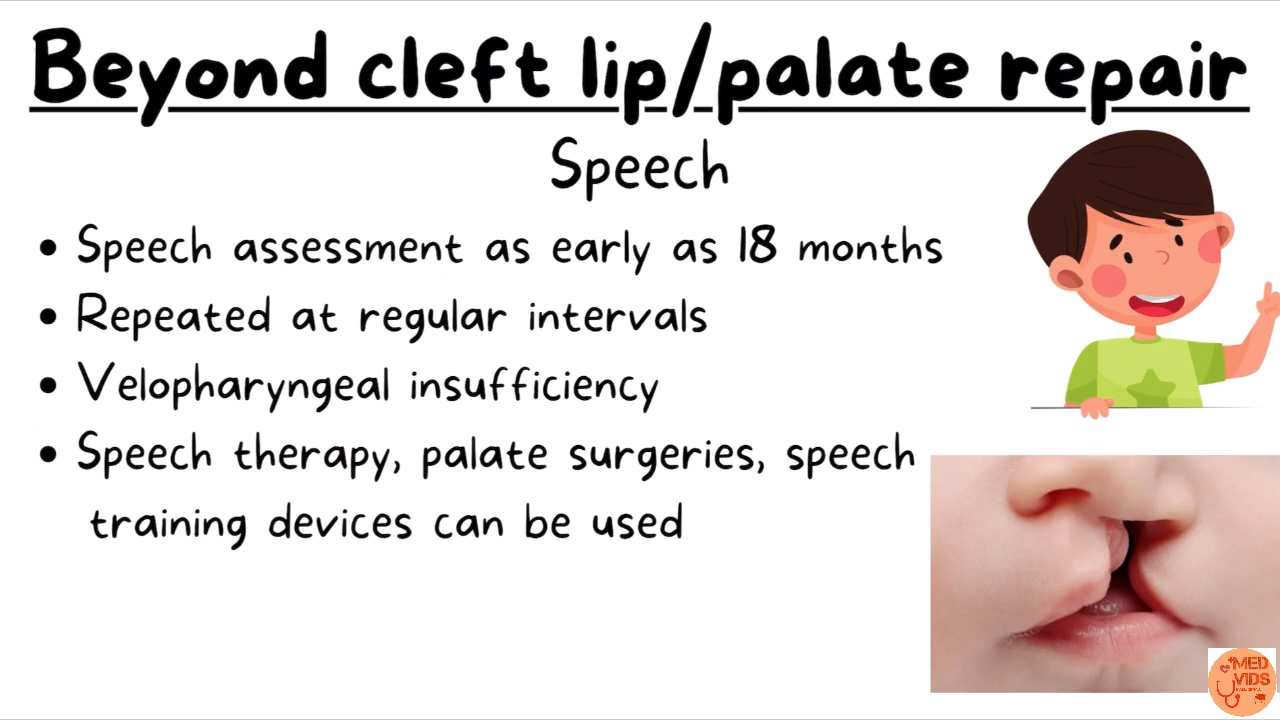 Beyond cleft lip/palate repair
Speech
• Speech assessment as early as 18 months
• Repeated at regular intervals
• Velopharyngeal insufficiency
• Speech therapy, palate surgeries, speech
training devices can be used
MED
VIDS